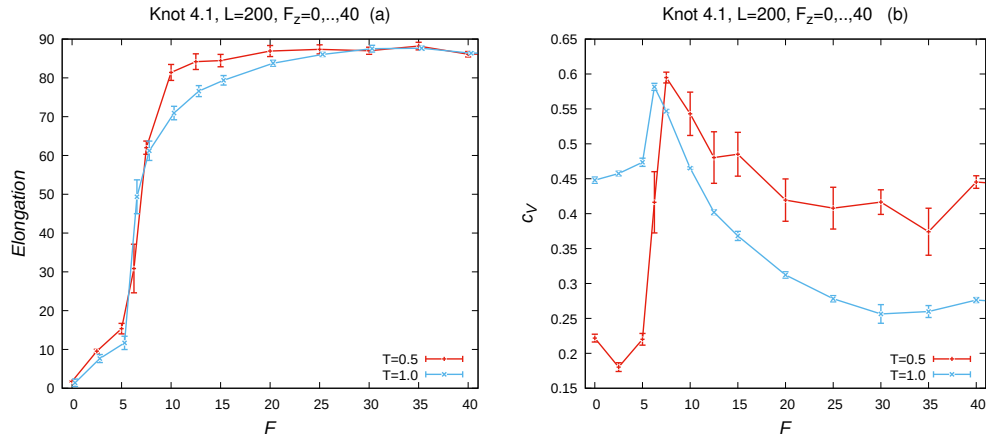 Knot 4.1, L=200, F_z=0,..,40 (a)
Elongation
90
80
70
60
50
40
30
20
10
0
0 5 10 15 20 25 30 35 40
F
T=0.5
T=1.0
Knot 4.1, L=200, F_z=0,..,40 (b)
c_V
0.65
0.6
0.55
0.5
0.45
0.4
0.35
0.3
0.25
0.2
0.15
0 5 10 15 20 25 30 35 40
F
T=0.5
T=1.0